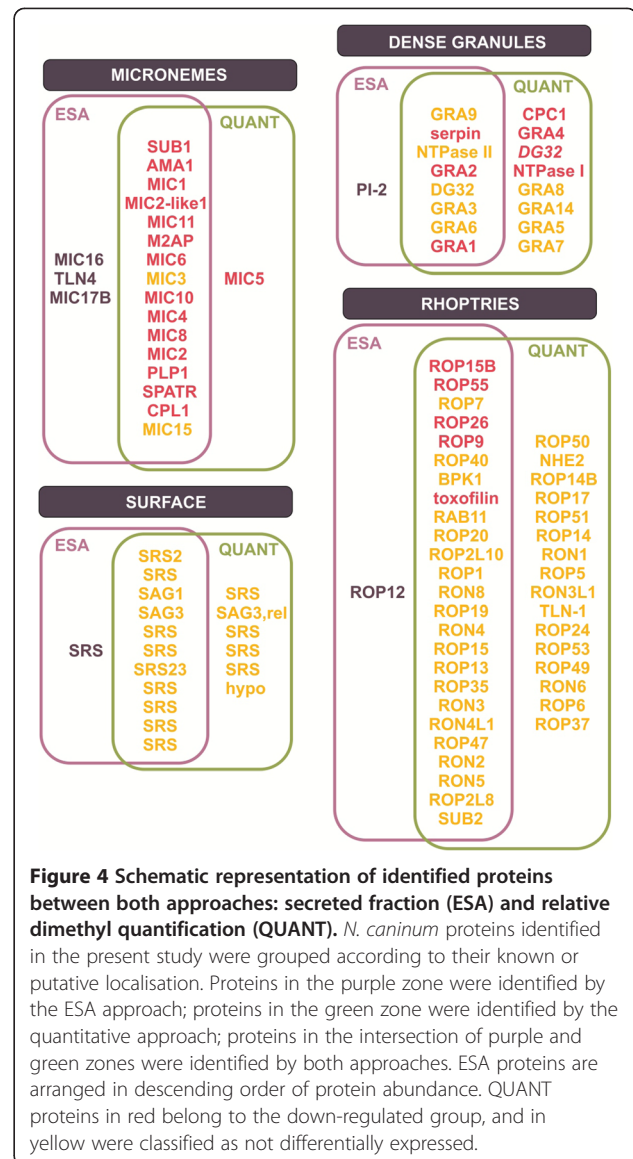 MICRONEMES
ESA
QUANT
MIC16
TLN4
MIC17B
SUB1
AMA1
MIC1
MIC2-like1
MIC11
M2AP
MIC6
MIC3
MIC10
MIC4
MIC8
MIC2
PLP1
SPATR
CPL1
MIC15
MIC5
SURFACE
ESA
QUANT
SRS
SRS2
SRS
SAG1
SAG3
SRS
SRS
SRS23
SRS
SRS
SRS
SRS
SRS
SAG3,rel
SRS
SRS
SRS
hypo
DENSE GRANULES
ESA
QUANT
PI-2
GRA9
serpin
NTPase II
GRA2
DG32
GRA3
GRA6
GRA1
CPC1
GRA4
DG32
NTPase I
GRA8
GRA14
GRA5
GRA7
RHOPTRIES
ESA
QUANT
ROP12
ROP15B
ROP55
ROP7
ROP26
ROP9
ROP40
BPK1
toxofilin
RAB11
ROP20
ROP2L10
ROP1
RON8
ROP19
RON4
ROP15
ROP13
ROP35
RON3
RON4L1
ROP47
RON2
RON5
ROP2L8
SUB2
ROP50
NHE2
ROP14B
ROP17
ROP51
ROP14
RON1
ROP5
RON3L1
TLN-1
ROP24
ROP53
ROP49
RON6
ROP6
ROP37
Figure 4 Schematic representation of identified proteins
between both approaches: secreted fraction (ESA) and relative
dimethyl quantification (QUANT). N. caninum proteins identified
in the present study were grouped according to their known or
putative localisation. Proteins in the purple zone were identified by
the ESA approach; proteins in the green zone were identified by the
quantitative approach; proteins in the intersection of purple and
green zones were identified by both approaches. ESA proteins are
arranged in descending order of protein abundance. QUANT
proteins in red belong to the down-regulated group, and in
yellow were classified as not differentially expressed.